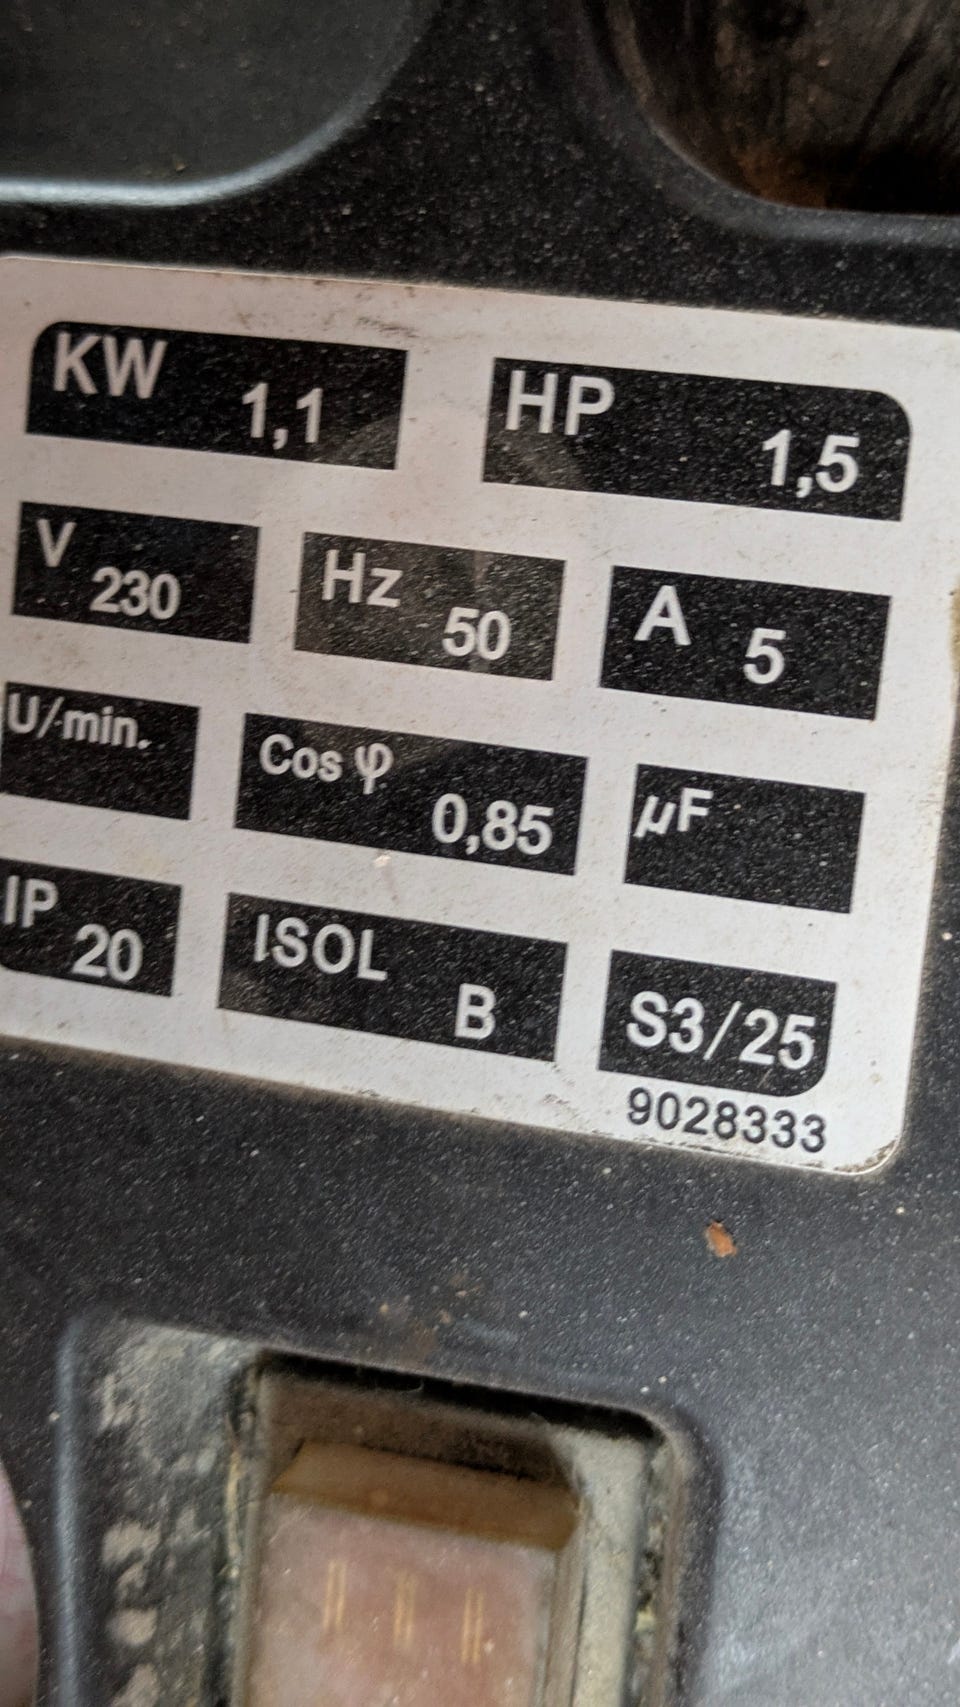 KW 1,1 HP 1,5
V 230 Hz 50 A 5
U/min. Cos φ 0,85 µF
IP 20 ISOL B S3/25
9028333